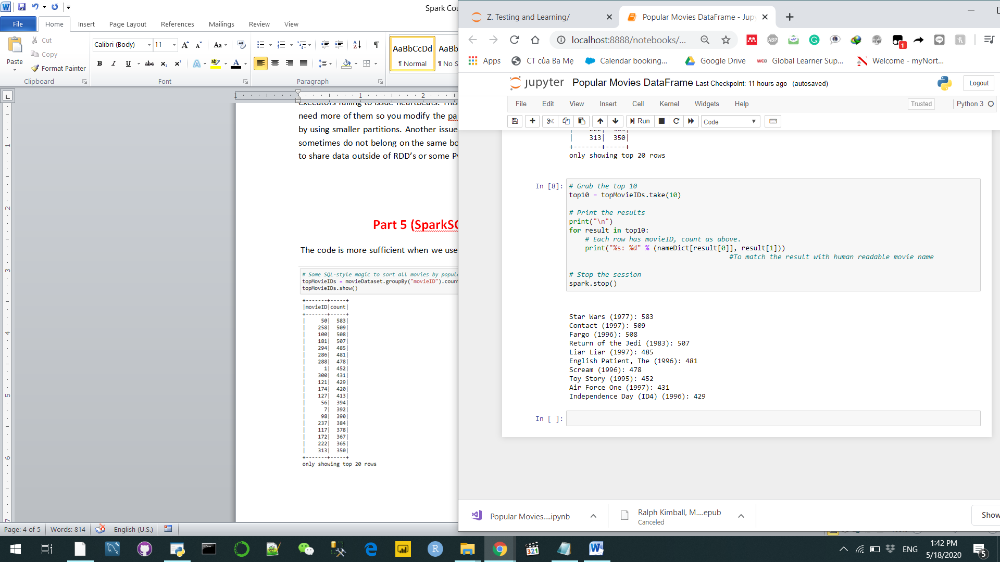 Spark Cou
File
Home
Insert
Page Layout
References
Mailings
Review
View
Paste
Cut
Copy
Format Painter
Clipboard
Calibri (Body)
11
Font
Paragraph
AaBbCcDd
¶ Normal
AaBb
¶ No S
need more of them so you modify the pa
by using smaller partitions. Another issue
sometimes do not belong on the same bo
to share data outside of RDD's or some P
Part 5 (SparkSQ
The code is more sufficient when we use
# Some SQL-style magic to sort all movies by popul
topMovieIDs = movieDataset.groupBy("movieID").count
topMovieIDs.show()
+-------+-----+
|movieID|count|
+-------+-----+
|     50|  583|
|    258|  509|
|    100|  508|
|    181|  507|
|    294|  485|
|    286|  481|
|    288|  478|
|      1|  452|
|    300|  431|
|    121|  429|
|    174|  420|
|    127|  413|
|     56|  394|
|      7|  392|
|     98|  390|
|    237|  384|
|    117|  378|
|    172|  367|
|    222|  365|
|    313|  350|
+-------+-----+
only showing top 20 rows
Page: 4 of 5
Words: 814
English (U.S.)
Z. Testing and Learning/
Popular Movies DataFrame - Jup
localhost:8888/notebooks/...
Apps
CT của Ba Mẹ
Calendar booking...
Google Drive
Global Learner Sup...
Welcome - myNort...
jupyter
Popular Movies DataFrame Last Checkpoint: 11 hours ago (autosaved)
Logout
File
Edit
View
Insert
Cell
Kernel
Widgets
Help
Trusted
Python 3
Run
Code
|    313|  350|
+-------+-----+
only showing top 20 rows
In [8]:
# Grab the top 10
top10 = topMovieIDs.take(10)
# Print the results
print("\n")
for result in top10:
# Each row has movieID, count as above.
print("%s: %d" % (nameDict[result[0]], result[1]))
#To match the result with human readable movie name
# Stop the session
spark.stop()
Star Wars (1977): 583
Contact (1997): 509
Fargo (1996): 508
Return of the Jedi (1983): 507
Liar Liar (1997): 485
English Patient, The (1996): 481
Scream (1996): 478
Toy Story (1995): 452
Air Force One (1997): 431
Independence Day (ID4) (1996): 429
In [ ]:
Popular Movies....ipynb
Ralph Kimball, M....epub
Canceled
Show
ENG
1:42 PM
5/18/2020
5